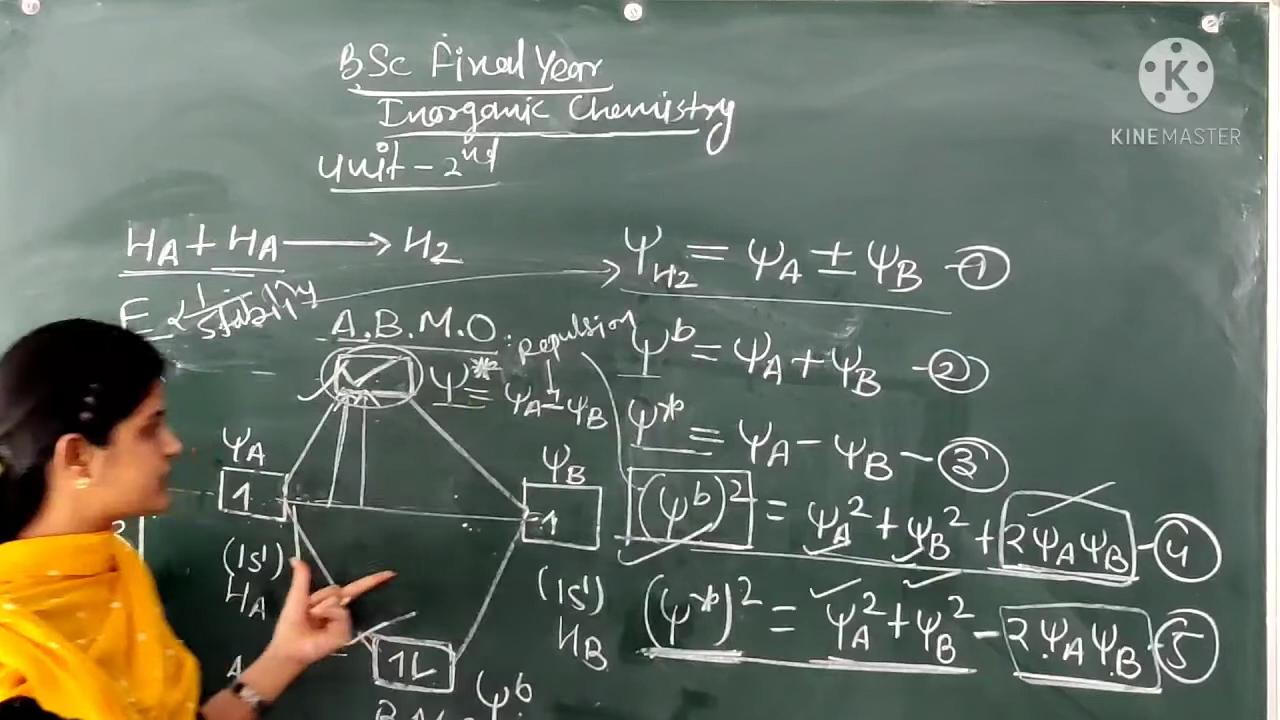 BSc Final Year
Inorganic Chemistry
Unit - 2nd
HA + HA → H2
ΨH2 = ΨA ± ΨB - ①
E α 1/Stability
A.B.M.O
Repulsion
Ψ* = ΨA - ΨB
Ψb = ΨA + ΨB - ②
Ψ* = ΨA - ΨB - ③
ΨA
1
(1s1)
HA
ΨB
1
(1s1)
HB
(Ψb)2 = ΨA2 + ΨB2 + 2ΨAΨB - ④
(Ψ*)2 = ΨA2 + ΨB2 - 2ΨAΨB - ⑤
1L
Ψb
K
KINEMASTER